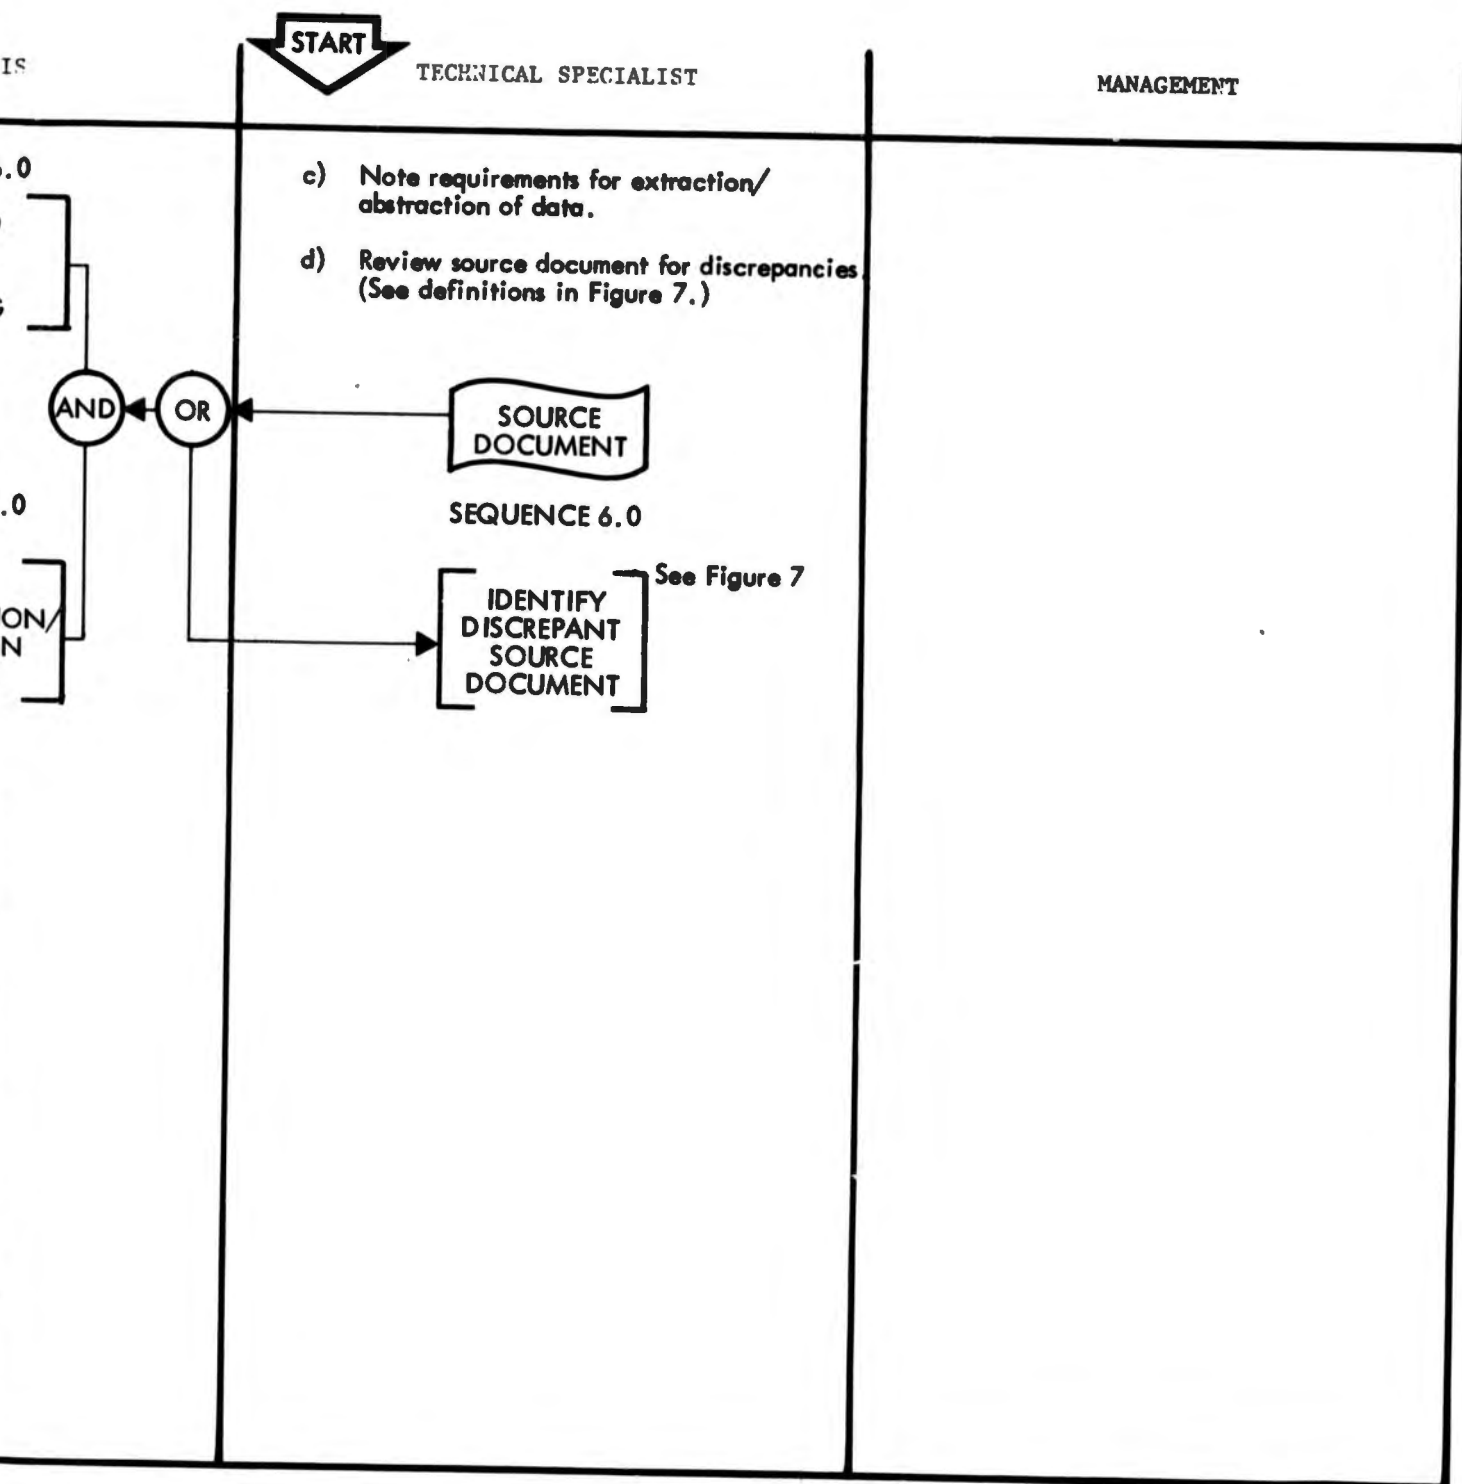 START
IS
TECHNICAL SPECIALIST
MANAGEMENT
.0
c) Note requirements for extraction/
abstraction of data.
d) Review source document for discrepancies.
(See definitions in Figure 7.)
AND
OR
SOURCE
DOCUMENT
.0
SEQUENCE 6.0
See Figure 7
ON/
N
IDENTIFY
DISCREPANT
SOURCE
DOCUMENT